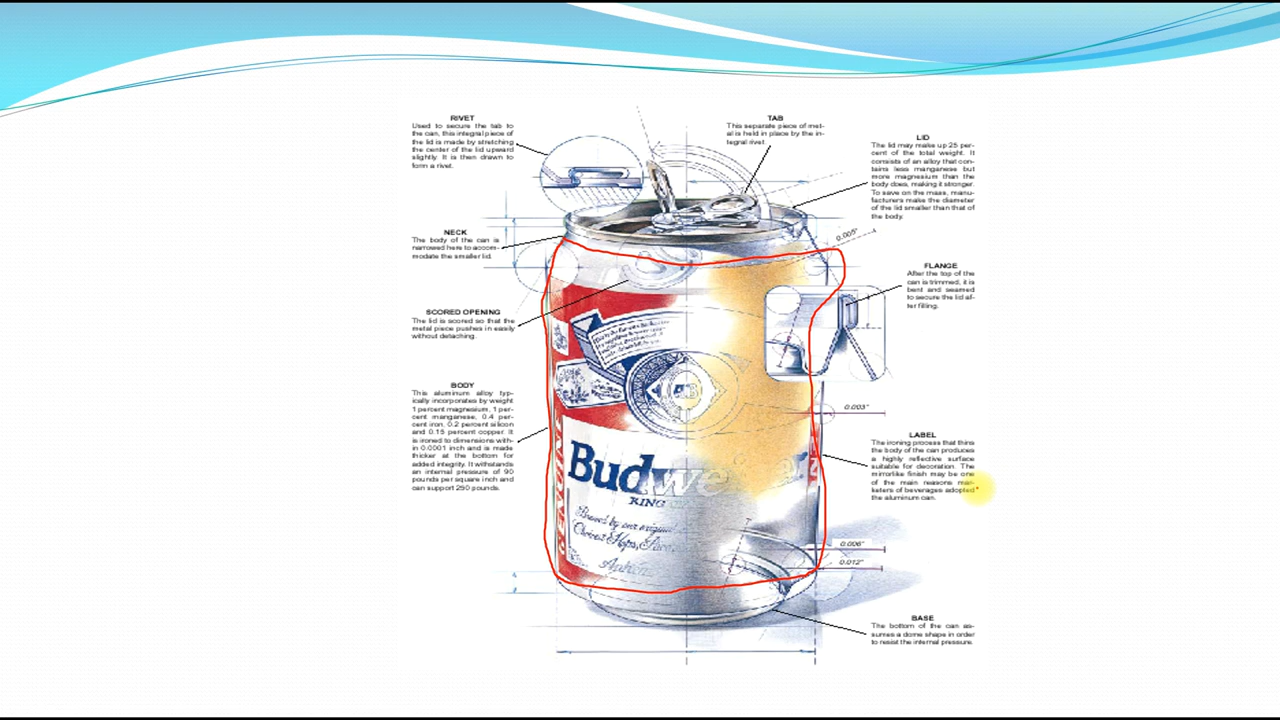 RIVET
Used to secure the tab to
the can, this integral piece of
the lid is made by stretching
the center of the lid upward
slightly. It is then drawn to
form a rivet.
TAB
This separate piece of met-
al is held in place by the in-
tegral rivet.
LID
The lid may make up 25 per-
cent of the total weight. It
consists of an alloy that con-
tains less manganese but
more magnesium than the
body does, making it stronger.
To save on the mass, manu-
facturers make the diameter
of the lid smaller than that of
the body.
NECK
The body of the can is
narrowed here to accom-
modate the smaller lid.
0.005"
FLANGE
After the top of the
can is trimmed, it is
bent and seamed
to secure the lid af-
ter filling.
SCORED OPENING
The lid is scored so that the
metal piece pushes in easily
without detaching.
BODY
This aluminum alloy typ-
ically incorporates by weight
1 percent magnesium, 1 per-
cent manganese, 0.4 per-
cent iron, 0.2 percent silicon
and 0.15 percent copper. It
is ironed to dimensions with-
in 0.0001 inch and is made
thicker at the bottom for
added integrity. It withstands
an internal pressure of 90
pounds per square inch and
can support 250 pounds.
0.003"
LABEL
The ironing process that thins
the body of the can produces
a highly reflective surface
suitable for decoration. The
mirrorlike finish may be one
of the main reasons mar-
keters of beverages adopted
the aluminum can.
AB
Budwe
KING
Brewed by our original
Choicest Hops,
0.006"
0.012"
BASE
The bottom of the can as-
sumes a dome shape in order
to resist the internal pressure.